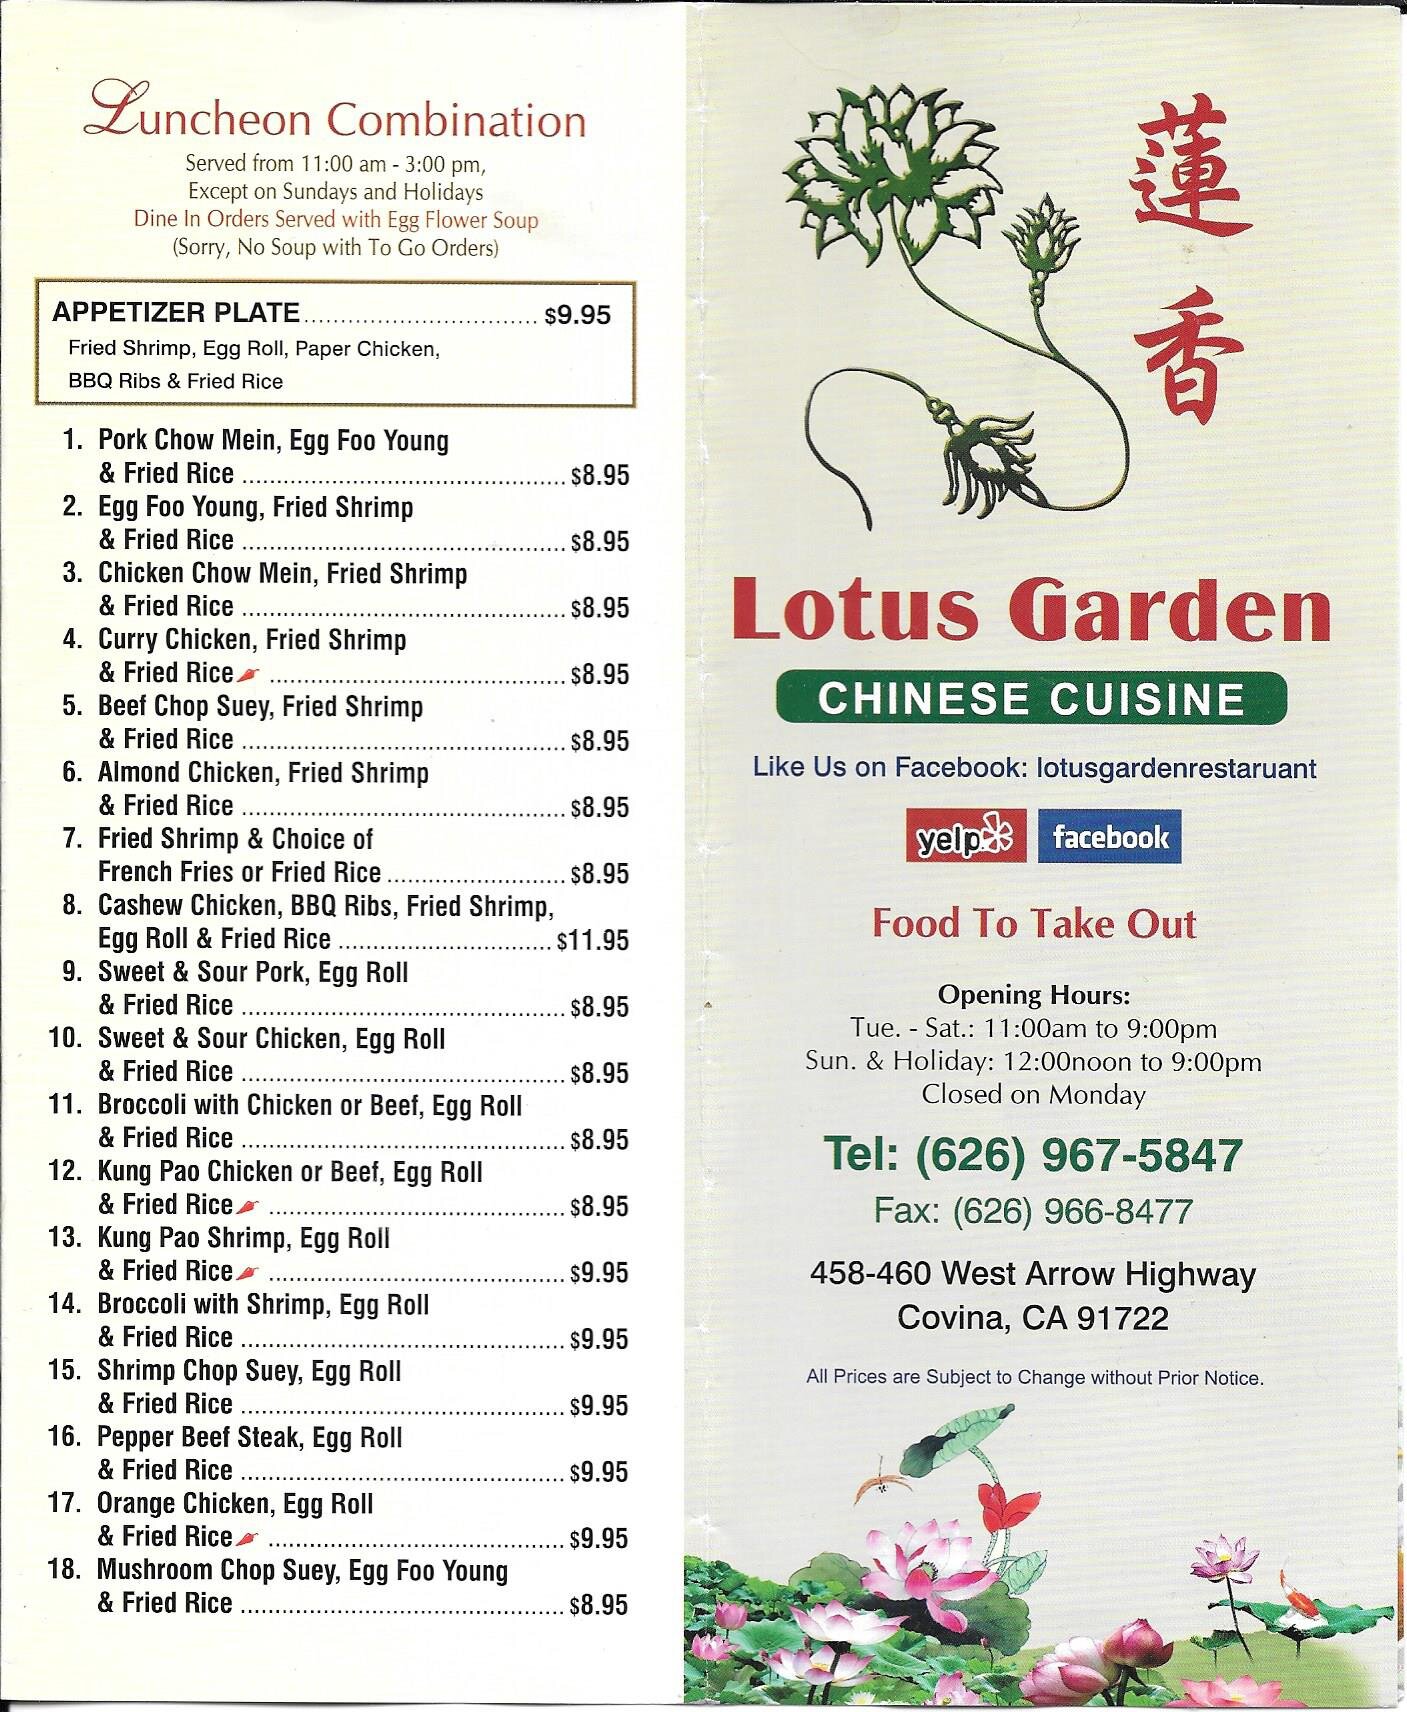 Luncheon Combination
Served from 11:00 am - 3:00 pm,
Except on Sundays and Holidays
Dine In Orders Served with Egg Flower Soup
(Sorry, No Soup with To Go Orders)
APPETIZER PLATE................................ $9.95
Fried Shrimp, Egg Roll, Paper Chicken,
BBQ Ribs & Fried Rice
1. Pork Chow Mein, Egg Foo Young
& Fried Rice ............................................... $8.95
2. Egg Foo Young, Fried Shrimp
& Fried Rice ............................................... $8.95
3. Chicken Chow Mein, Fried Shrimp
& Fried Rice ............................................... $8.95
4. Curry Chicken, Fried Shrimp
& Fried Rice ........................................... $8.95
5. Beef Chop Suey, Fried Shrimp
& Fried Rice ............................................... $8.95
6. Almond Chicken, Fried Shrimp
& Fried Rice ............................................... $8.95
7. Fried Shrimp & Choice of
French Fries or Fried Rice .......................... $8.95
8. Cashew Chicken, BBQ Ribs, Fried Shrimp,
Egg Roll & Fried Rice ............................... $11.95
9. Sweet & Sour Pork, Egg Roll
& Fried Rice ............................................... $8.95
10. Sweet & Sour Chicken, Egg Roll
& Fried Rice ............................................... $8.95
11. Broccoli with Chicken or Beef, Egg Roll
& Fried Rice ............................................... $8.95
12. Kung Pao Chicken or Beef, Egg Roll
& Fried Rice ........................................... $8.95
13. Kung Pao Shrimp, Egg Roll
& Fried Rice ........................................... $9.95
14. Broccoli with Shrimp, Egg Roll
& Fried Rice ............................................... $9.95
15. Shrimp Chop Suey, Egg Roll
& Fried Rice ............................................... $9.95
16. Pepper Beef Steak, Egg Roll
& Fried Rice ............................................... $9.95
17. Orange Chicken, Egg Roll
& Fried Rice ........................................... $9.95
18. Mushroom Chop Suey, Egg Foo Young
& Fried Rice ............................................... $8.95
蓮
香
Lotus Garden
CHINESE CUISINE
Like Us on Facebook: lotusgardenrestaruant
yelp facebook
Food To Take Out
Opening Hours:
Tue. - Sat.: 11:00am to 9:00pm
Sun. & Holiday: 12:00noon to 9:00pm
Closed on Monday
Tel: (626) 967-5847
Fax: (626) 966-8477
458-460 West Arrow Highway
Covina, CA 91722
All Prices are Subject to Change without Prior Notice.